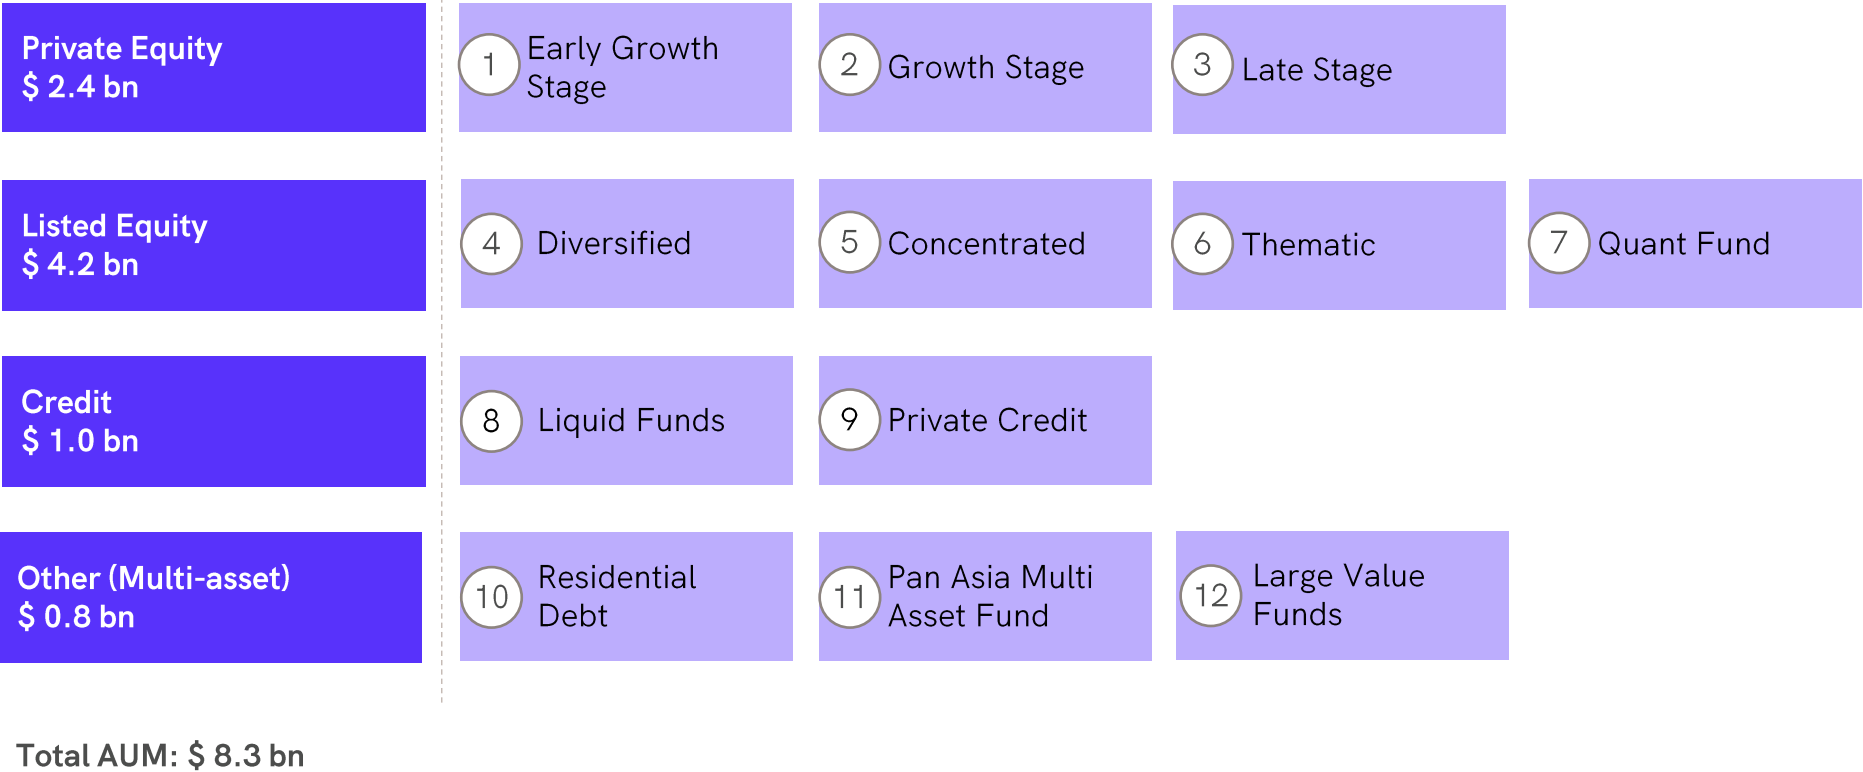 Private Equity
$ 2.4 bn
1
Early Growth
Stage
2
Growth Stage
3
Late Stage
Listed Equity
$ 4.2 bn
4
Diversified
5
Concentrated
6
Thematic
7
Quant Fund
Credit
$ 1.0 bn
8
Liquid Funds
9
Private Credit
Other (Multi-asset)
$ 0.8 bn
10
Residential
Debt
11
Pan Asia Multi
Asset Fund
12
Large Value
Funds
Total AUM: $ 8.3 bn